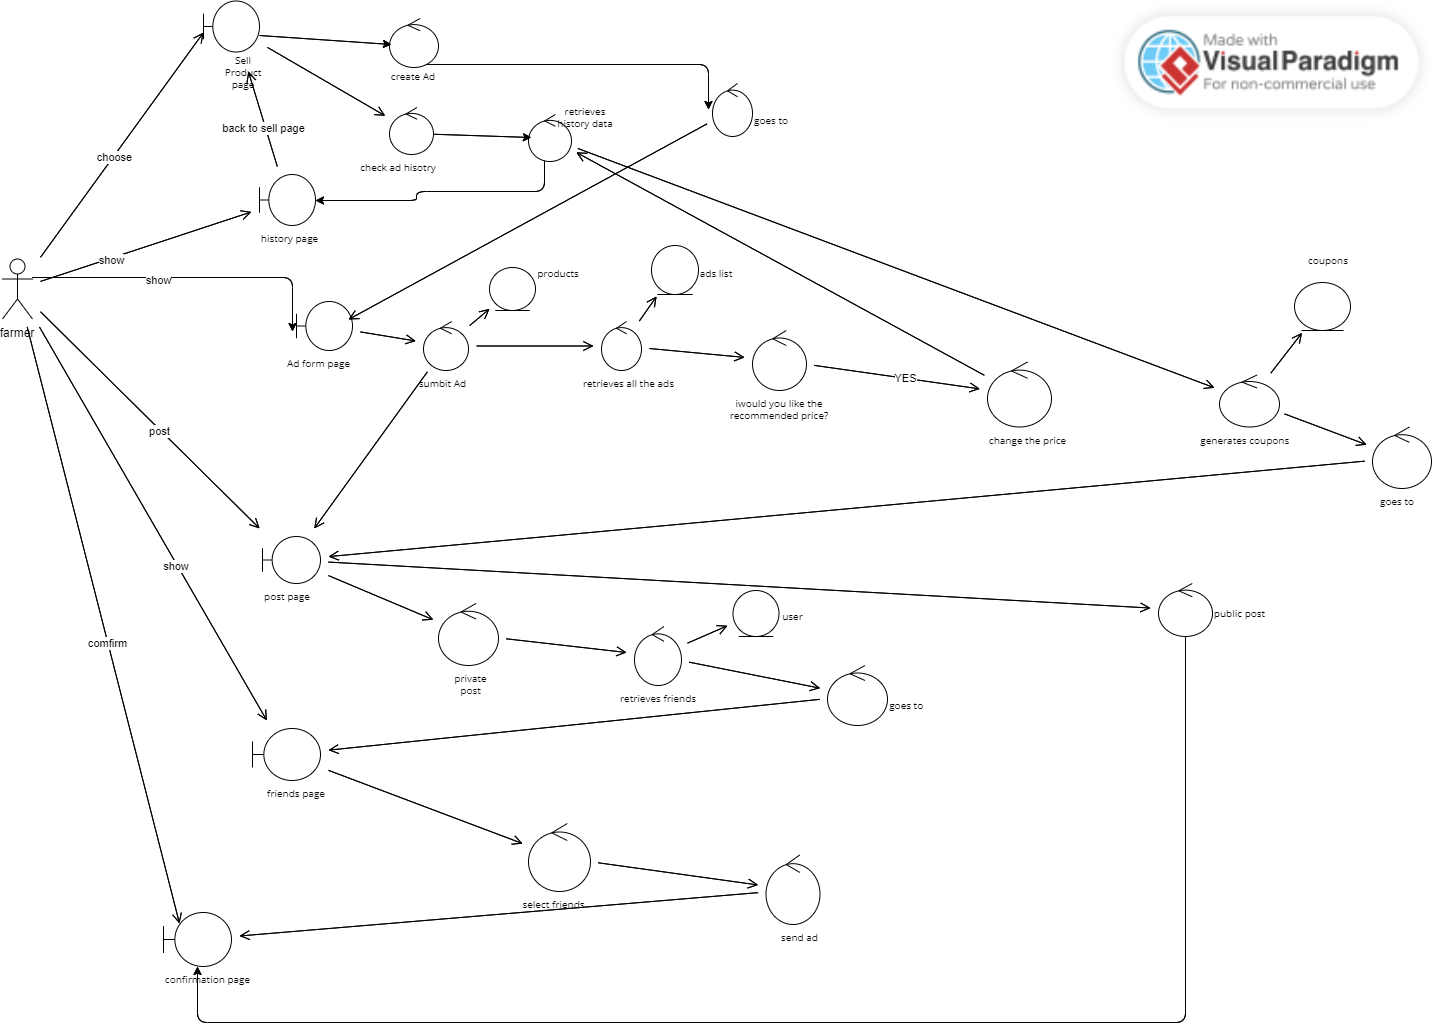 Made with
Visual Paradigm
For non-commercial use
Sell
Product
page
create Ad
retrieves
history data
goes to
back to sell page
choose
check ad hisotry
history page
show
show
farmer
products
ads list
coupons
Ad form page
sumbit Ad
retrieves all the ads
YES
iwould you like the
recommended price?
change the price
generates coupons
post
goes to
show
post page
user
public post
comfirm
private
post
retrieves friends
goes to
friends page
select friends
send ad
confirmation page